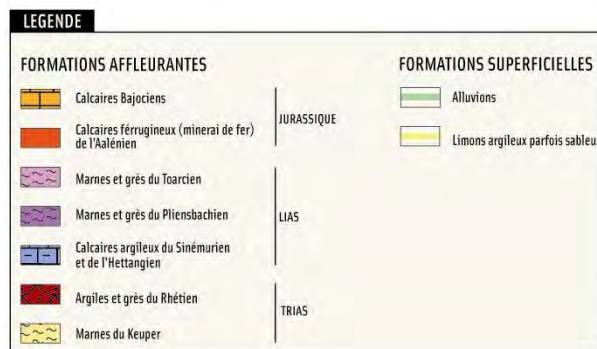 LEGENDE
FORMATIONS AFFLEURANTES
Calcaires Bajociens
Calcaires férrugineux (minerai de fer)
de l'Aalénien
JURASSIQUE
Marnes et grès du Toarcien
Marnes et grès du Pliensbachien
Calcaires argileux du Sinémurien
et de l'Hettangien
LIAS
Argiles et grès du Rhétien
Marnes du Keuper
TRIAS
FORMATIONS SUPERFICIELLES
Alluvions
Limons argileux parfois sableu